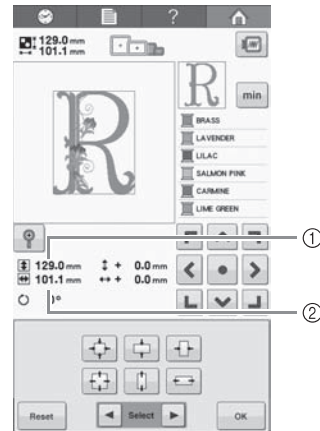 ?
129.0 mm
101.1 mm
R
R
min
BRASS
LAVENDER
LILAC
SALMON PINK
CARMINE
LIME GREEN
① 
129.0 mm + 0.0 mm
101.1 mm + 0.0 mm
0°
②
Reset
Select
OK